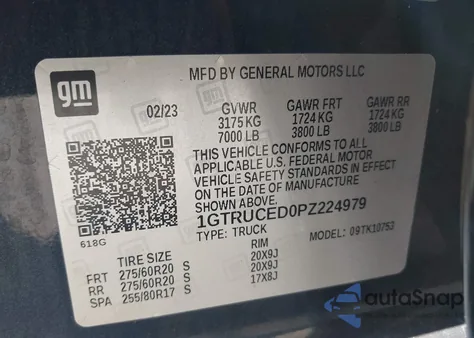 gm
MFD BY GENERAL MOTORS LLC
02/23
GVWR GAWR FRT GAWR RR
3175 KG 1724 KG 1724 KG
7000 LB 3800 LB 3800 LB
THIS VEHICLE CONFORMS TO ALL
APPLICABLE U.S. FEDERAL MOTOR
VEHICLE SAFETY STANDARDS IN
EFFECT ON THE DATE OF
MANUFACTURE SHOWN ABOVE.
1GTRUCED0PZ224979
TYPE: TRUCK MODEL: 09TK10753
618G
TIRE SIZE RIM
FRT 275/60R20 S 20X9J
RR 275/60R20 S 20X9J
SPA 255/80R17 S 17X8J
autoSnap